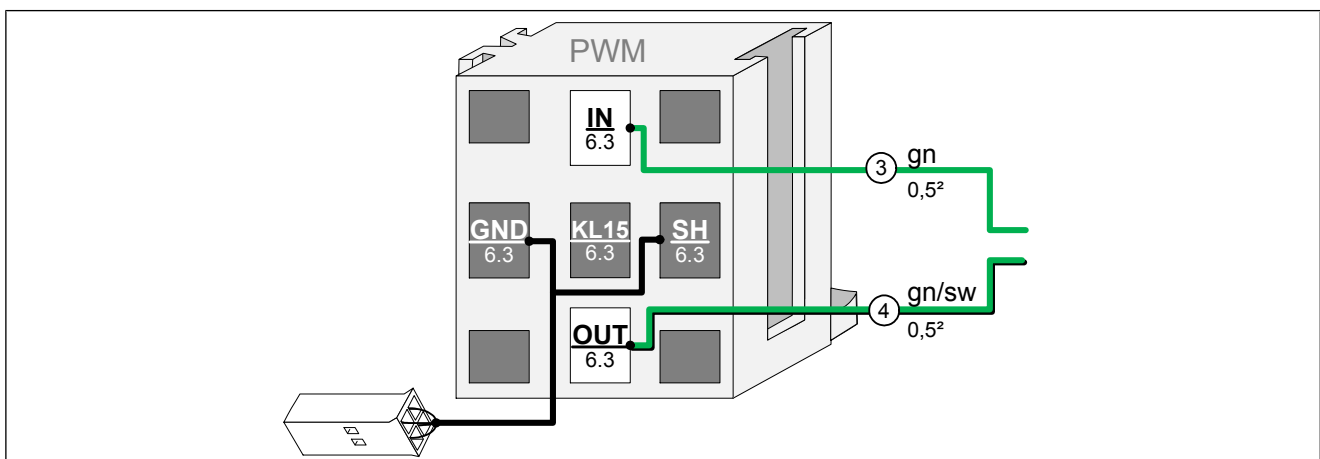 PWM
IN
6.3
3 gn
0,5²
GND KL15 SH
6.3 6.3 6.3
4 gn/sw
0,5²
OUT
6.3